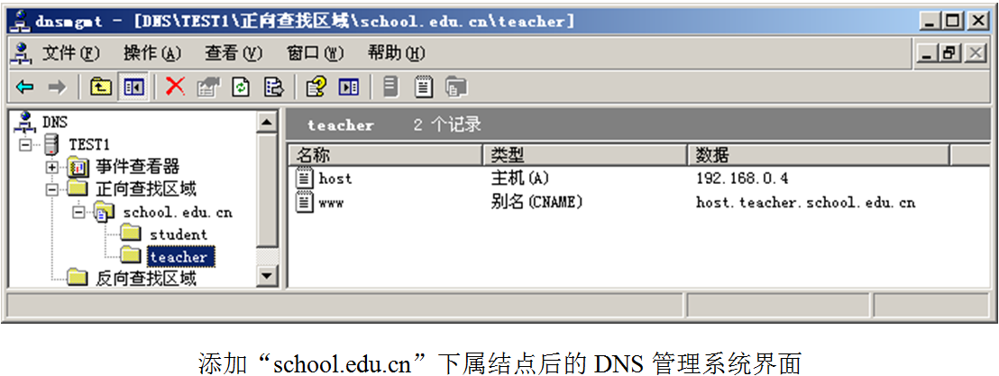 dnsmgmt - [DNS\TEST1\正向查找区域\school.edu.cn\teacher]
文件(F) 操作(A) 查看(V) 窗口(W) 帮助(H)
DNS
TEST1
事件查看器
正向查找区域
school.edu.cn
student
teacher
反向查找区域
teacher 2 个记录
名称 类型 数据
host 主机(A) 192.168.0.4
www 别名(CNAME) host.teacher.school.edu.cn
添加“school.edu.cn”下属结点后的 DNS 管理系统界面